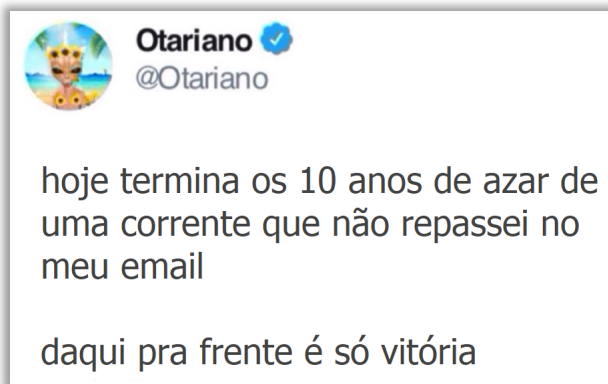 Otariano
@Otariano
hoje termina os 10 anos de azar de
uma corrente que não repassei no
meu email
daqui pra frente é só vitória